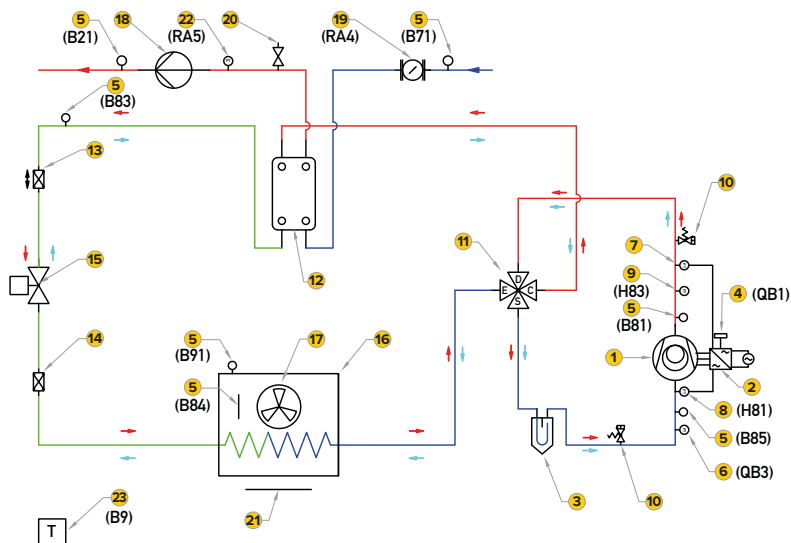 5 18 22 20 19 5
(B21) (RA5) (RA4) (B71)
5
(B83)
13
10
11 7
15 12 9
(H83)
D
E C
S
4 (QB1)
5
(B81)
14 5 17 16 1
(B91)
2
5
(B84)
8 (H81)
5 (B85)
6 (QB3)
21 3 10
23
(B9)
T